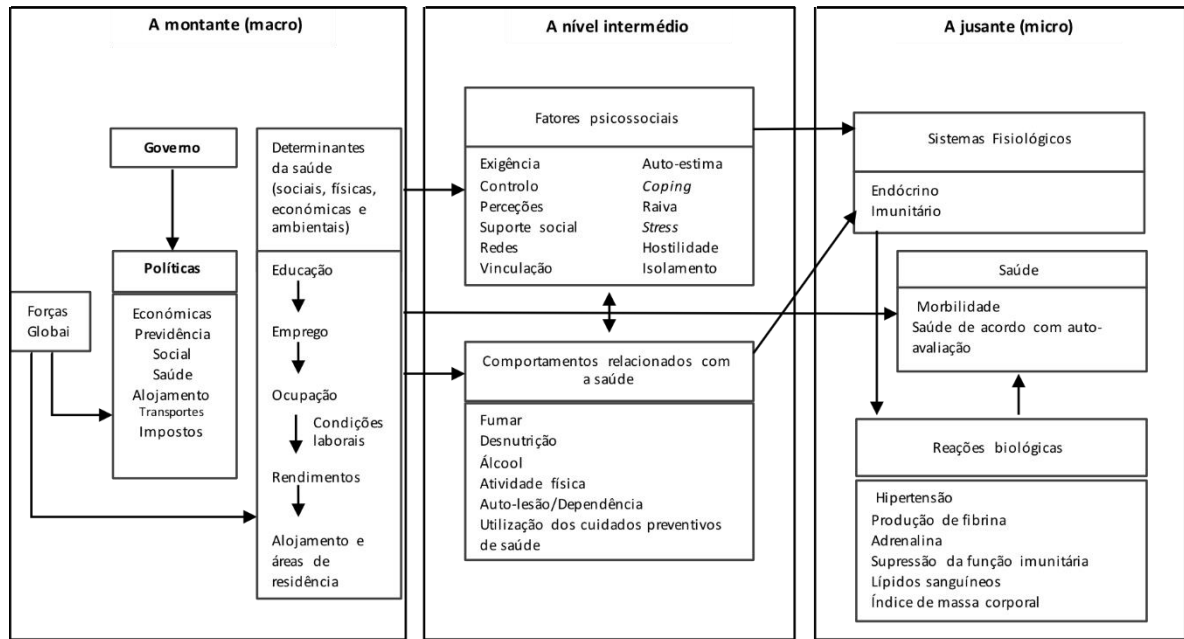 A montante (macro)
Governo
Políticas
Económicas
Previdência
Social
Saúde
Alojamento
Transportes
Impostos
Forças
Globai
Determinantes
da saúde
(sociais, físicas,
económicas e
ambientais)
Educação
Emprego
Ocupação
Condições
laborais
Rendimentos
Alojamento e
áreas de
residência
A nível intermédio
Fatores psicossociais
Exigência
Controlo
Perceções
Suporte social
Redes
Vinculação
Auto-estima
Coping
Raiva
Stress
Hostilidade
Isolamento
Comportamentos relacionados com
a saúde
Fumar
Desnutrição
Álcool
Atividade física
Auto-lesão/Dependência
Utilização dos cuidados preventivos
de saúde
A jusante (micro)
Sistemas Fisiológicos
Endócrino
Imunitário
Saúde
Morbilidade
Saúde de acordo com auto-
avaliação
Reações biológicas
Hipertensão
Produção de fibrina
Adrenalina
Supressão da função imunitária
Lípidos sanguíneos
Índice de massa corporal